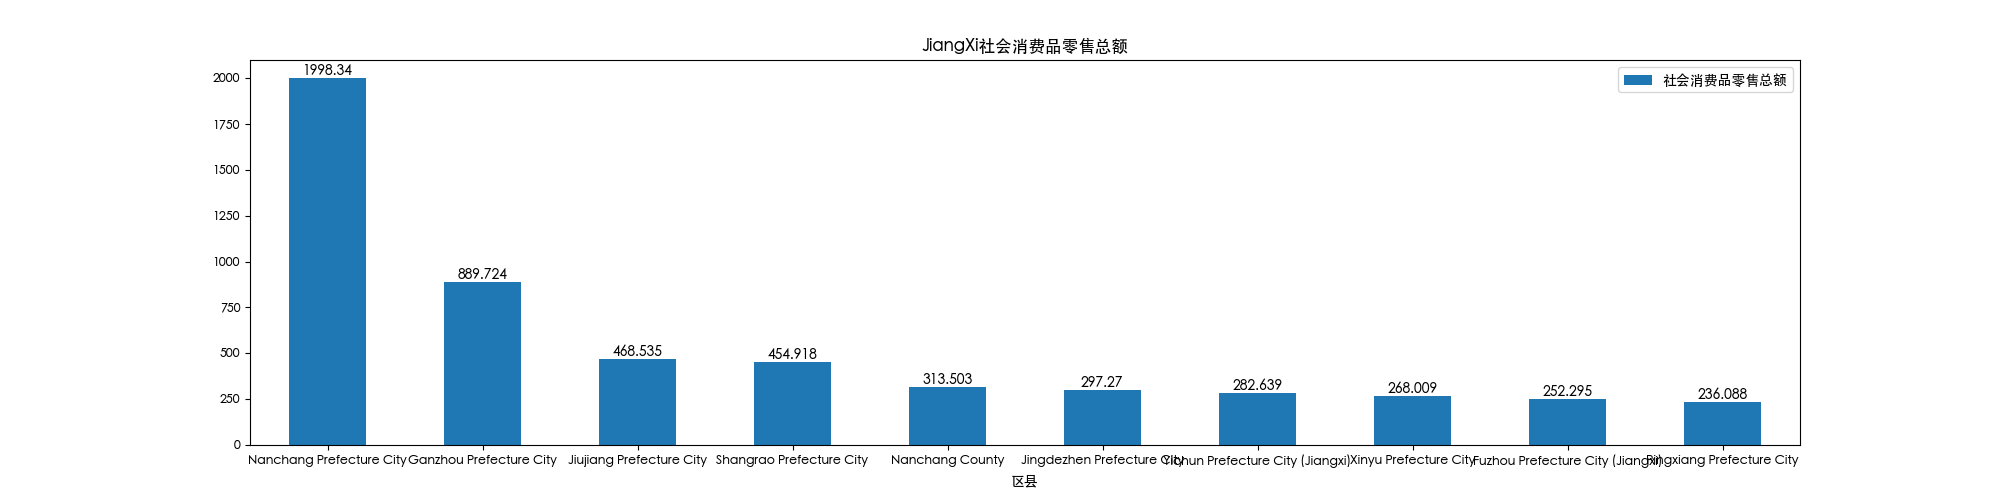 JiangXi社会消费品零售总额
社会消费品零售总额
2000
1750
1500
1250
1000
750
500
250
0
1998.34
889.724
468.535
454.918
313.503
297.27
282.639
268.009
252.295
236.088
Nanchang Prefecture City
Ganzhou Prefecture City
Jiujiang Prefecture City
Shangrao Prefecture City
Nanchang County
Jingdezhen Prefecture City
Yichun Prefecture City (Jiangxi)
Xinyu Prefecture City
Fuzhou Prefecture City (Jiangxi)
Pingxiang Prefecture City
区县